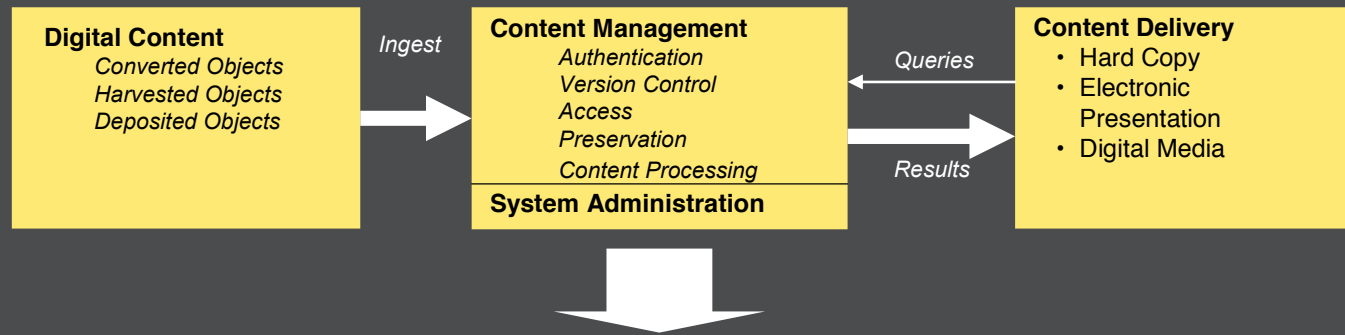 Digital Content
Converted Objects
Harvested Objects
Deposited Objects
Ingest
Content Management
Authentication
Version Control
Access
Preservation
Content Processing
System Administration
Queries
Results
Content Delivery
• Hard Copy
• Electronic
Presentation
• Digital Media